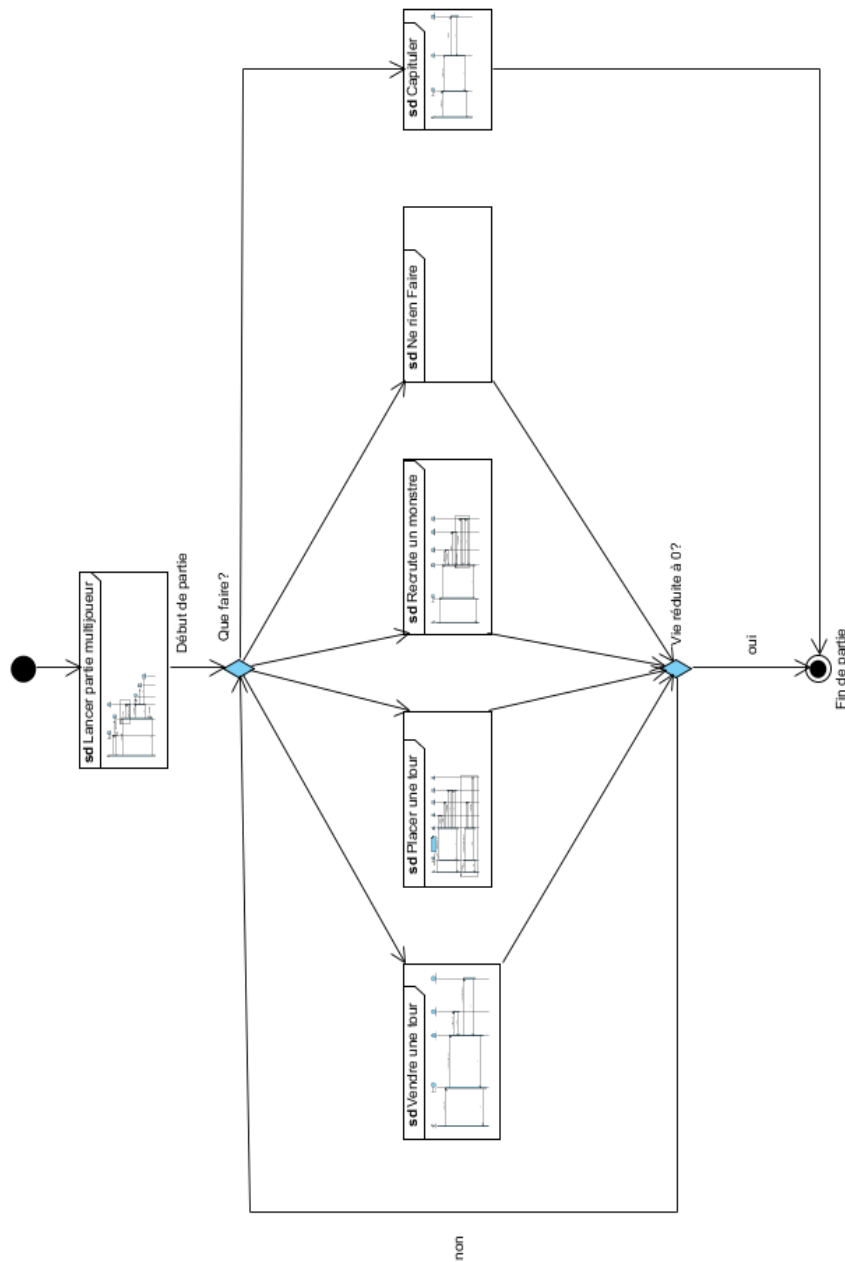 sd Lancer partie multijoueur
Début de partie
Que faire?
sd Vendre une tour
sd Placer une tour
sd Recrute un monstre
sd Ne rien Faire
sd Capituler
Vie réduite à 0?
non
oui
Fin de partie